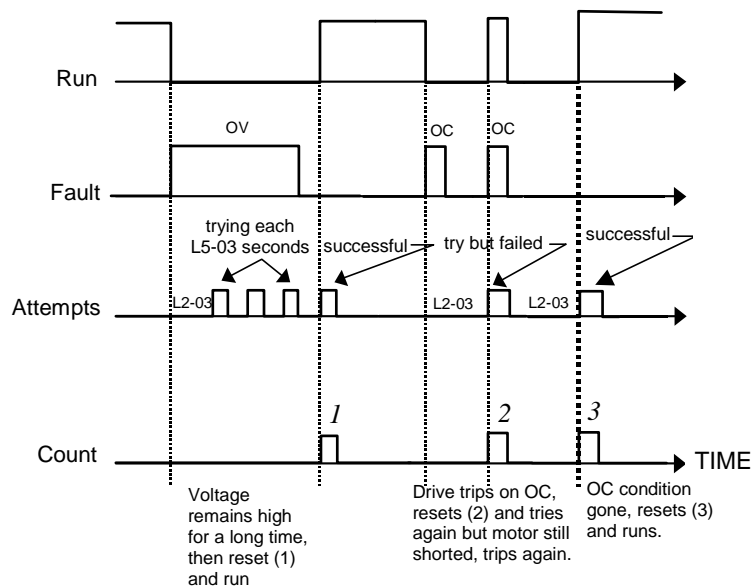 Run
OV
OC
OC
Fault
trying each
L5-03 seconds
successful
try but failed
successful
L2-03
L2-03
L2-03
Attempts
1
2
3
Count
TIME
Voltage
remains high
for a long time,
then reset (1)
and run
Drive trips on OC,
resets (2) and tries
again but motor still
shorted, trips again.
OC condition
gone, resets (3)
and runs.